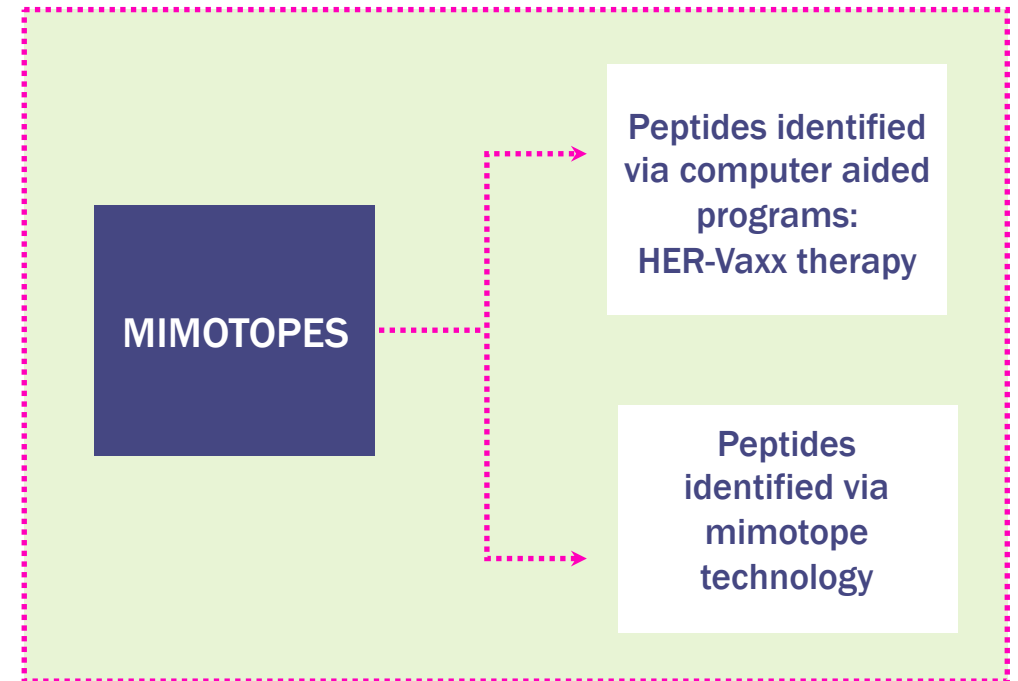 MIMOTOPES
Peptides identified
via computer aided
programs:
HER-Vaxx therapy
Peptides
identified via
mimotope
technology